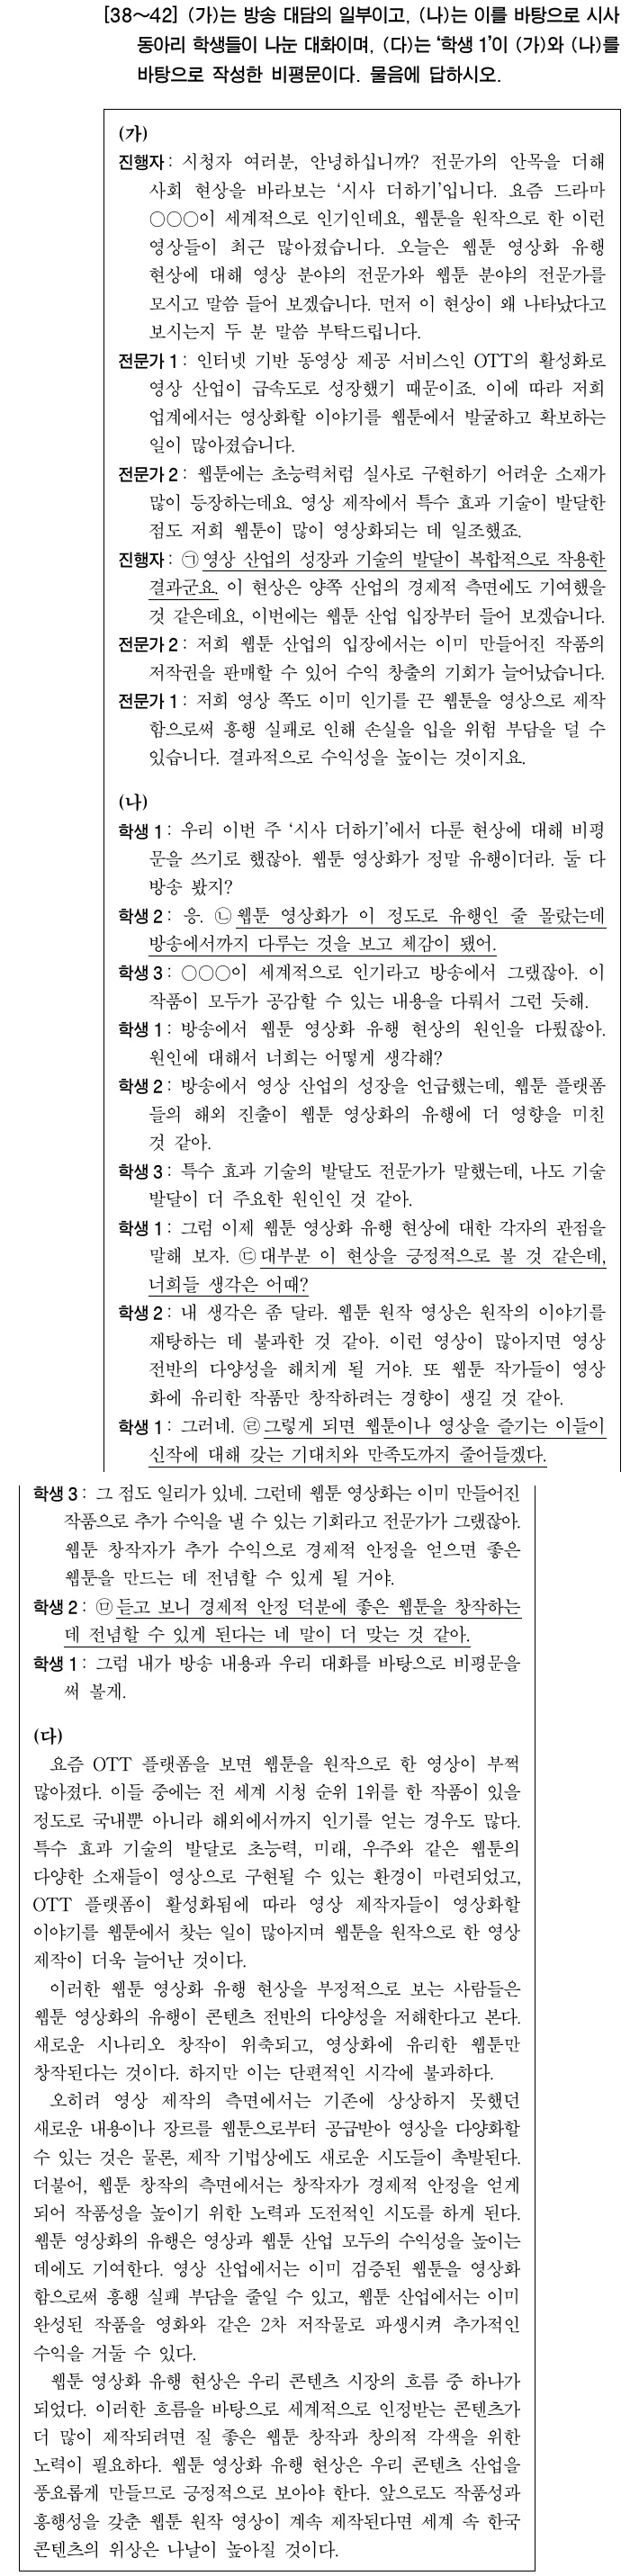 [38～42] (가)는 방송 대담의 일부이고, (나)는 이를 바탕으로 시사
동아리 학생들이 나눈 대화이며, (다)는 ‘학생 1’이 (가)와 (나)를
바탕으로 작성한 비평문이다. 물음에 답하시오.
(가)
진행자 : 시청자 여러분, 안녕하십니까? 전문가의 안목을 더해
사회 현상을 바라보는 ‘시사 더하기’입니다. 요즘 드라마
○○○이 세계적으로 인기인데요, 웹툰을 원작으로 한 이런
영상들이 최근 많아졌습니다. 오늘은 웹툰 영상화 유행
현상에 대해 영상 분야의 전문가와 웹툰 분야의 전문가를
모시고 말씀 들어 보겠습니다. 먼저 이 현상이 왜 나타났다고
보시는지 두 분 말씀 부탁드립니다.
전문가 1 : 인터넷 기반 동영상 제공 서비스인 OTT의 활성화로
영상 산업이 급속도로 성장했기 때문이죠. 이에 따라 저희
업계에서는 영상화할 이야기를 웹툰에서 발굴하고 확보하는
일이 많아졌습니다.
전문가 2 : 웹툰에는 초능력처럼 실사로 구현하기 어려운 소재가
많이 등장하는데요. 영상 제작에서 특수 효과 기술이 발달한
점도 저희 웹툰이 많이 영상화되는 데 일조했죠.
진행자 : ㉠영상 산업의 성장과 기술의 발달이 복합적으로 작용한
결과군요. 이 현상은 양쪽 산업의 경제적 측면에도 기여했을
것 같은데요, 이번에는 웹툰 산업 입장부터 들어 보겠습니다.
전문가 2 : 저희 웹툰 산업의 입장에서는 이미 만들어진 작품의
저작권을 판매할 수 있어 수익 창출의 기회가 늘어났습니다.
전문가 1 : 저희 영상 쪽도 이미 인기를 끈 웹툰을 영상으로 제작
함으로써 흥행 실패로 인해 손실을 입을 위험 부담을 덜 수
있습니다. 결과적으로 수익성을 높이는 것이지요.
(나)
학생 1 : 우리 이번 주 ‘시사 더하기’에서 다룬 현상에 대해 비평
문을 쓰기로 했잖아. 웹툰 영상화가 정말 유행이더라. 둘 다
방송 봤지?
학생 2 : 응. ㉡웹툰 영상화가 이 정도로 유행인 줄 몰랐는데
방송에서까지 다루는 것을 보고 체감이 됐어.
학생 3 : ○○○이 세계적으로 인기라고 방송에서 그랬잖아. 이
작품이 모두가 공감할 수 있는 내용을 다뤄서 그런 듯해.
학생 1 : 방송에서 웹툰 영상화 유행 현상의 원인을 다뤘잖아.
원인에 대해서 너희는 어떻게 생각해?
학생 2 : 방송에서 영상 산업의 성장을 언급했는데, 웹툰 플랫폼
들의 해외 진출이 웹툰 영상화의 유행에 더 영향을 미친
것 같아.
학생 3 : 특수 효과 기술의 발달도 전문가가 말했는데, 나도 기술
발달이 더 주요한 원인인 것 같아.
학생 1 : 그럼 이제 웹툰 영상화 유행 현상에 대한 각자의 관점을
말해 보자. ㉢대부분 이 현상을 긍정적으로 볼 것 같은데,
너희들 생각은 어때?
학생 2 : 내 생각은 좀 달라. 웹툰 원작 영상은 원작의 이야기를
재탕하는 데 불과한 것 같아. 이런 영상이 많아지면 영상
전반의 다양성을 해치게 될 거야. 또 웹툰 작가들이 영상
화에 유리한 작품만 창작하려는 경향이 생길 것 같아.
학생 1 : 그러네. ㉣그렇게 되면 웹툰이나 영상을 즐기는 이들이
신작에 대해 갖는 기대치와 만족도까지 줄어들겠다.
학생 3 : 그 점도 일리가 있네. 그런데 웹툰 영상화는 이미 만들어진
작품으로 추가 수익을 낼 수 있는 기회라고 전문가가 그랬잖아.
웹툰 창작자가 추가 수익으로 경제적 안정을 얻으면 좋은
웹툰을 만드는 데 전념할 수 있게 될 거야.
학생 2 : ㉤듣고 보니 경제적 안정 덕분에 좋은 웹툰을 창작하는
데 전념할 수 있게 된다는 네 말이 더 맞는 것 같아.
학생 1 : 그럼 내가 방송 내용과 우리 대화를 바탕으로 비평문을
써 볼게.
(다)
요즘 OTT 플랫폼을 보면 웹툰을 원작으로 한 영상이 부쩍
많아졌다. 이들 중에는 전 세계 시청 순위 1위를 한 작품이 있을
정도로 국내뿐 아니라 해외에서까지 인기를 얻는 경우도 많다.
특수 효과 기술의 발달로 초능력, 미래, 우주와 같은 웹툰의
다양한 소재들이 영상으로 구현될 수 있는 환경이 마련되었고,
OTT 플랫폼이 활성화됨에 따라 영상 제작자들이 영상화할
이야기를 웹툰에서 찾는 일이 많아지며 웹툰을 원작으로 한 영상
제작이 더욱 늘어난 것이다.
이러한 웹툰 영상화 유행 현상을 부정적으로 보는 사람들은
웹툰 영상화의 유행이 콘텐츠 전반의 다양성을 저해한다고 본다.
새로운 시나리오 창작이 위축되고, 영상화에 유리한 웹툰만
창작된다는 것이다. 하지만 이는 단편적인 시각에 불과하다.
오히려 영상 제작의 측면에서는 기존에 상상하지 못했던
새로운 내용이나 장르를 웹툰으로부터 공급받아 영상을 다양화할
수 있는 것은 물론, 제작 기법상에도 새로운 시도들이 촉발된다.
더불어, 웹툰 창작의 측면에서는 창작자가 경제적 안정을 얻게
되어 작품성을 높이기 위한 노력과 도전적인 시도를 하게 된다.
웹툰 영상화의 유행은 영상과 웹툰 산업 모두의 수익성을 높이는
데에도 기여한다. 영상 산업에서는 이미 검증된 웹툰을 영상화
함으로써 흥행 실패 부담을 줄일 수 있고, 웹툰 산업에서는 이미
완성된 작품을 영화와 같은 2차 저작물로 파생시켜 추가적인
수익을 거둘 수 있다.
웹툰 영상화 유행 현상은 우리 콘텐츠 시장의 흐름 중 하나가
되었다. 이러한 흐름을 바탕으로 세계적으로 인정받는 콘텐츠가
더 많이 제작되려면 질 좋은 웹툰 창작과 창의적 각색을 위한
노력이 필요하다. 웹툰 영상화 유행 현상은 우리 콘텐츠 산업을
풍요롭게 만들므로 긍정적으로 보아야 한다. 앞으로도 작품성과
흥행성을 갖춘 웹툰 원작 영상이 계속 제작된다면 세계 속 한국
콘텐츠의 위상은 나날이 높아질 것이다.